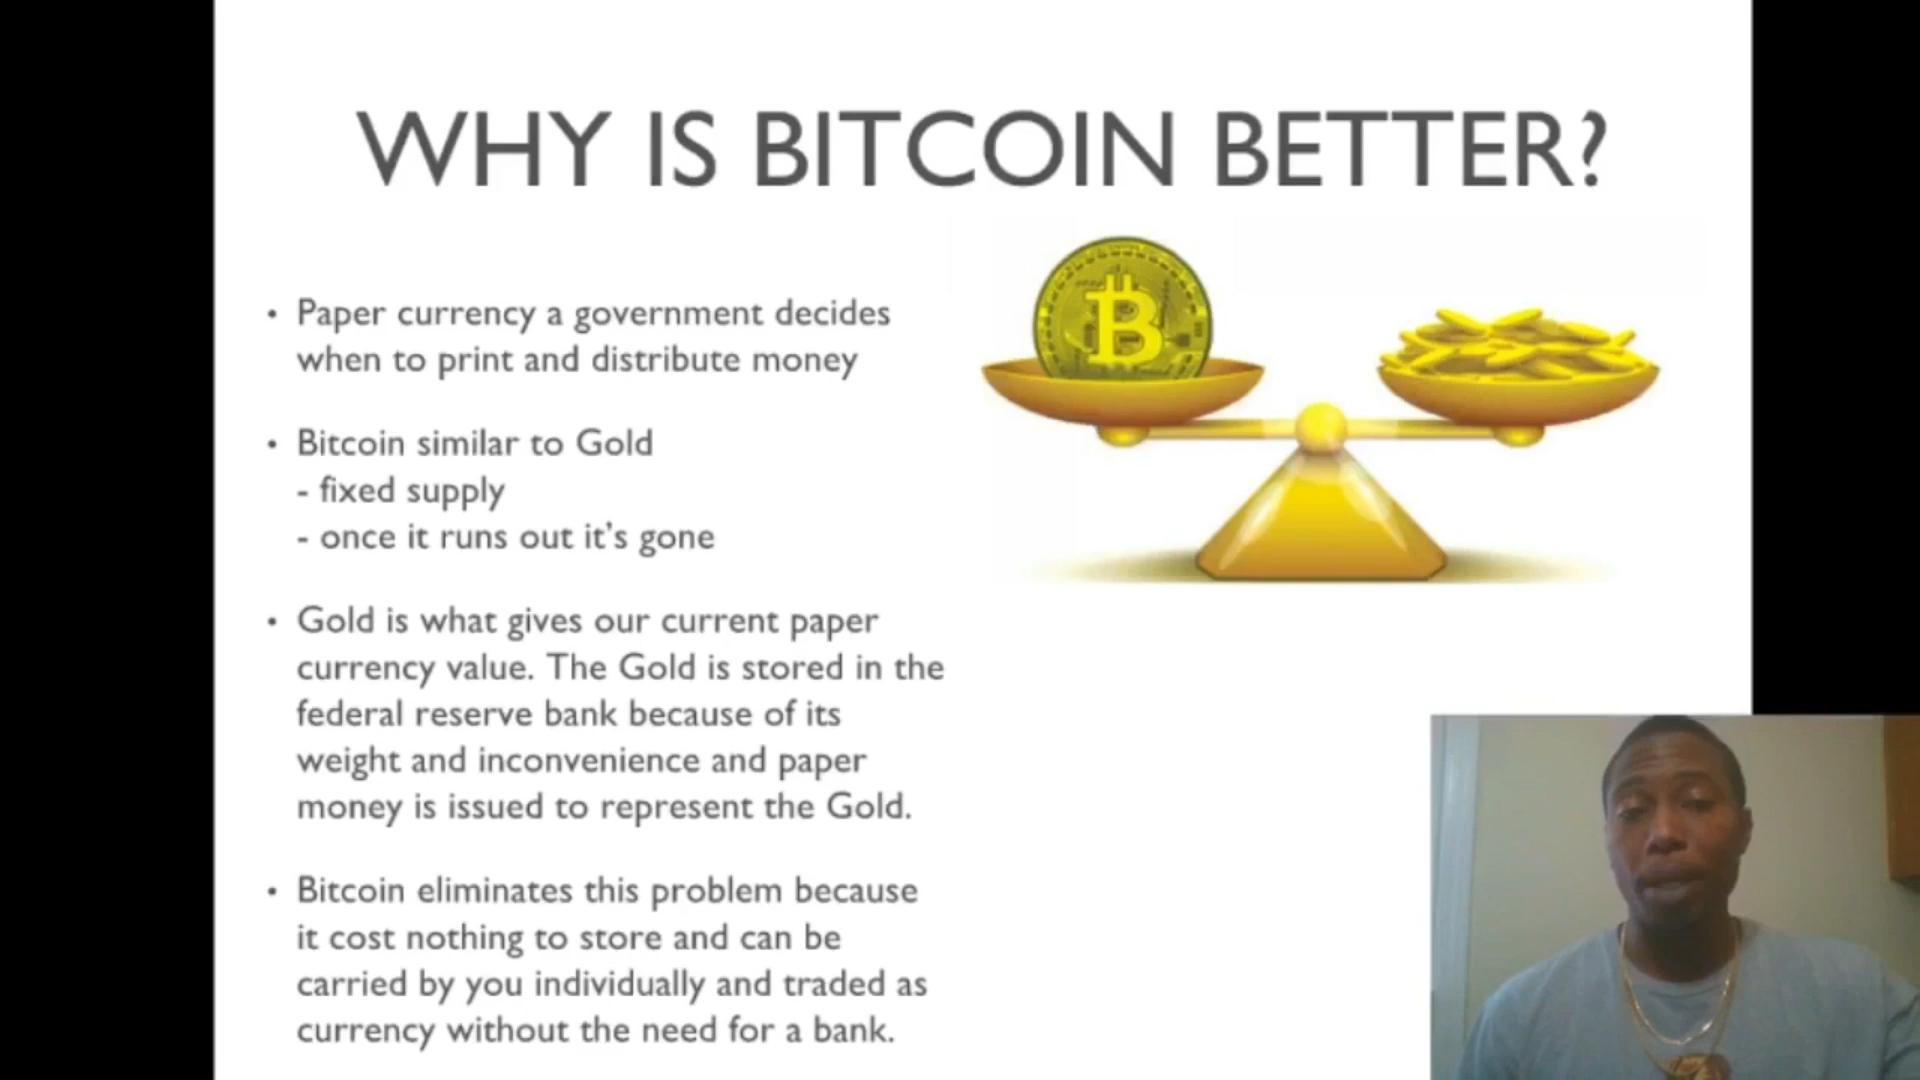 WHY IS BITCOIN BETTER?
• Paper currency a government decides
when to print and distribute money
• Bitcoin similar to Gold
- fixed supply
- once it runs out it’s gone
• Gold is what gives our current paper
currency value. The Gold is stored in the
federal reserve bank because of its
weight and inconvenience and paper
money is issued to represent the Gold.
• Bitcoin eliminates this problem because
it cost nothing to store and can be
carried by you individually and traded as
currency without the need for a bank.